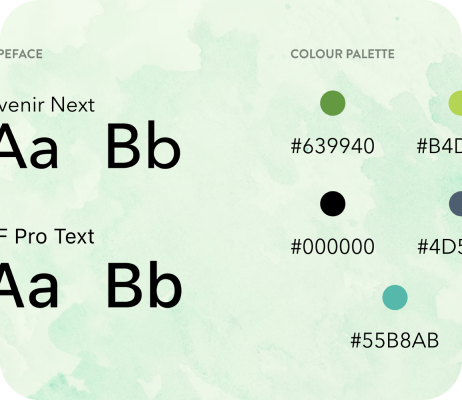 PEFACE
venir Next
Aa Bb
F Pro Text
Aa Bb
COLOUR PALETTE
#639940
#B4D
#000000
#4D5
#55B8AB